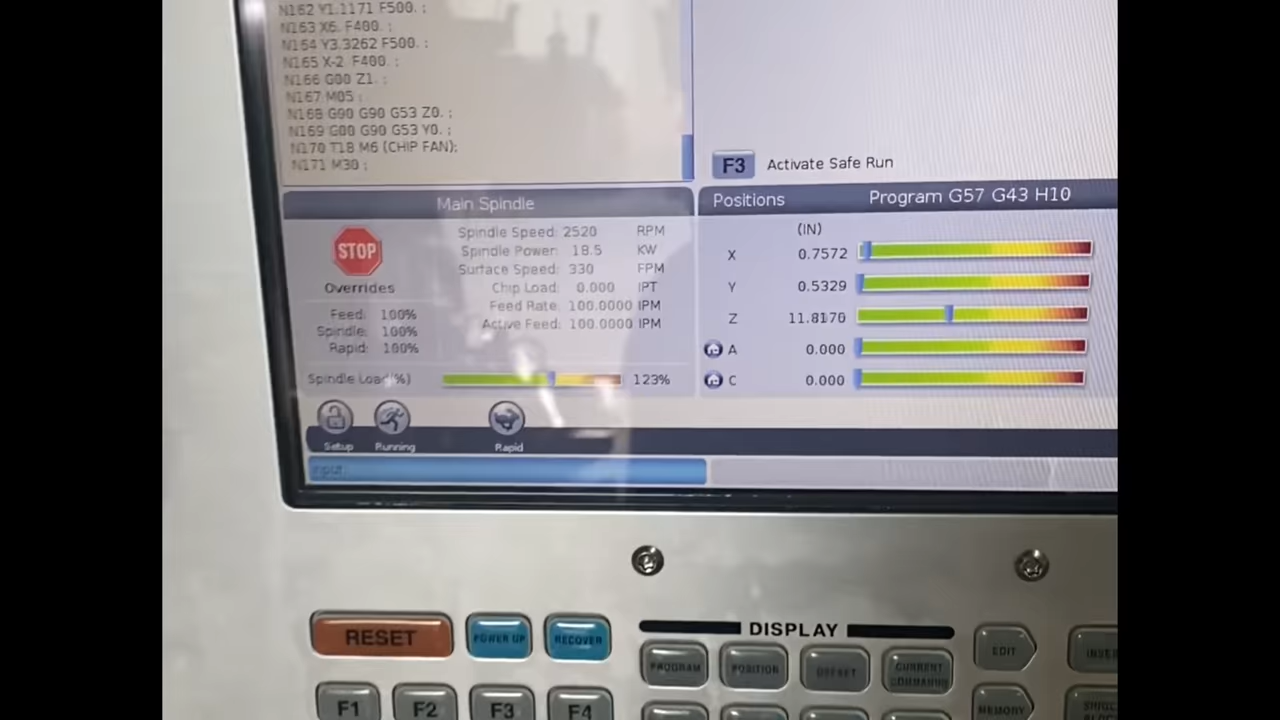 N162 Y1.1171 F500. ;
N163 X6. F400. ;
N164 Y3.3262 F500. ;
N165 X-2. F400. ;
N166 G00 Z1. ;
N167 M05 ;
N168 G90 G90 G53 Z0. ;
N169 G00 G90 G53 Y0. ;
N170 T18 M6 (CHIP FAN);
N171 M30 ;
F3 Activate Safe Run
Main Spindle
STOP
Overrides
Feed: 100%
Spindle: 100%
Rapid: 100%
Spindle Speed: 2520 RPM
Spindle Power: 18.5 KW
Surface Speed: 330 FPM
Chip Load: 0.000 IPT
Feed Rate: 100.0000 IPM
Active Feed: 100.0000 IPM
Spindle Load(%) 123%
Positions Program G57 G43 H10
(IN)
X 0.7572
Y 0.5329
Z 11.8170
A 0.000
C 0.000
Setup Running Rapid
Input:
RESET POWER UP RECOVER
DISPLAY
PROGRAM POSITION OFFSET CURRENT COMMANDS
EDIT
F1 F2 F3 F4
MEMORY